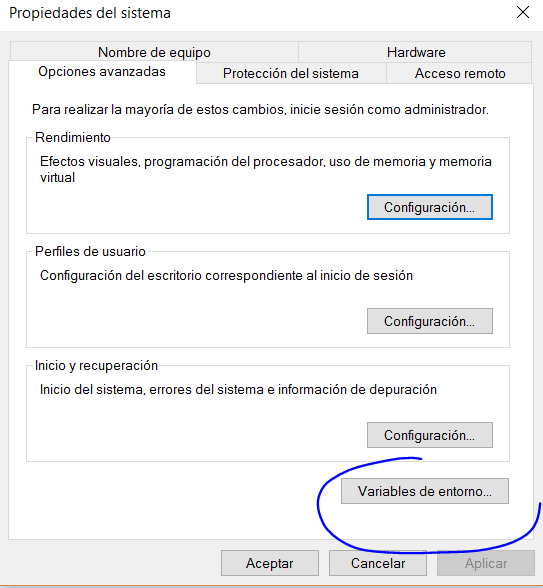 Propiedades del sistema
Nombre de equipo
Hardware
Opciones avanzadas
Protección del sistema
Acceso remoto
Para realizar la mayoría de estos cambios, inicie sesión como administrador.
Rendimiento
Efectos visuales, programación del procesador, uso de memoria y memoria
virtual
Configuración...
Perfiles de usuario
Configuración del escritorio correspondiente al inicio de sesión
Configuración...
Inicio y recuperación
Inicio del sistema, errores del sistema e información de depuración
Configuración...
Variables de entorno...
Aceptar
Cancelar
Aplicar